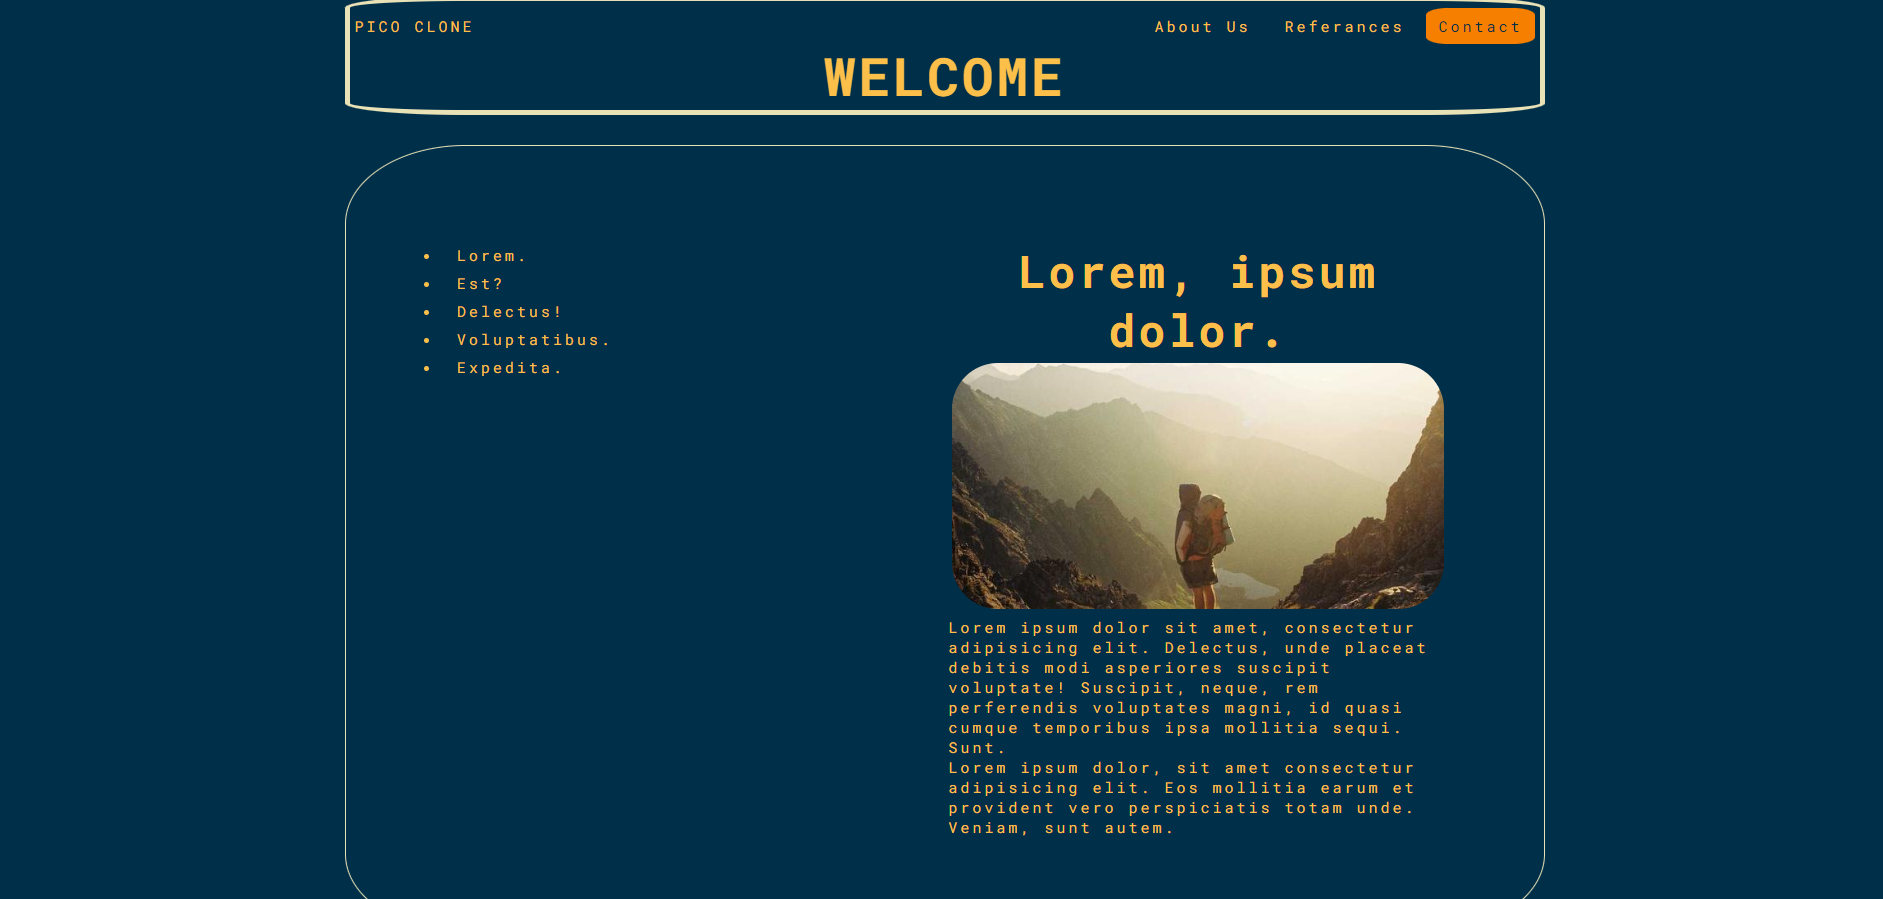 PICO CLONE
About Us
Referances
Contact
WELCOME
Lorem.
Est?
Delectus!
Voluptatibus.
Expedita.
Lorem, ipsum
dolor.
Lorem ipsum dolor sit amet, consectetur
adipisicing elit. Delectus, unde placeat
debitis modi asperiores suscipit
voluptate! Suscipit, neque, rem
perferendis voluptates magni, id quasi
cumque temporibus ipsa mollitia sequi.
Sunt.
Lorem ipsum dolor, sit amet consectetur
adipisicing elit. Eos mollitia earum et
provident vero perspiciatis totam unde.
Veniam, sunt autem.